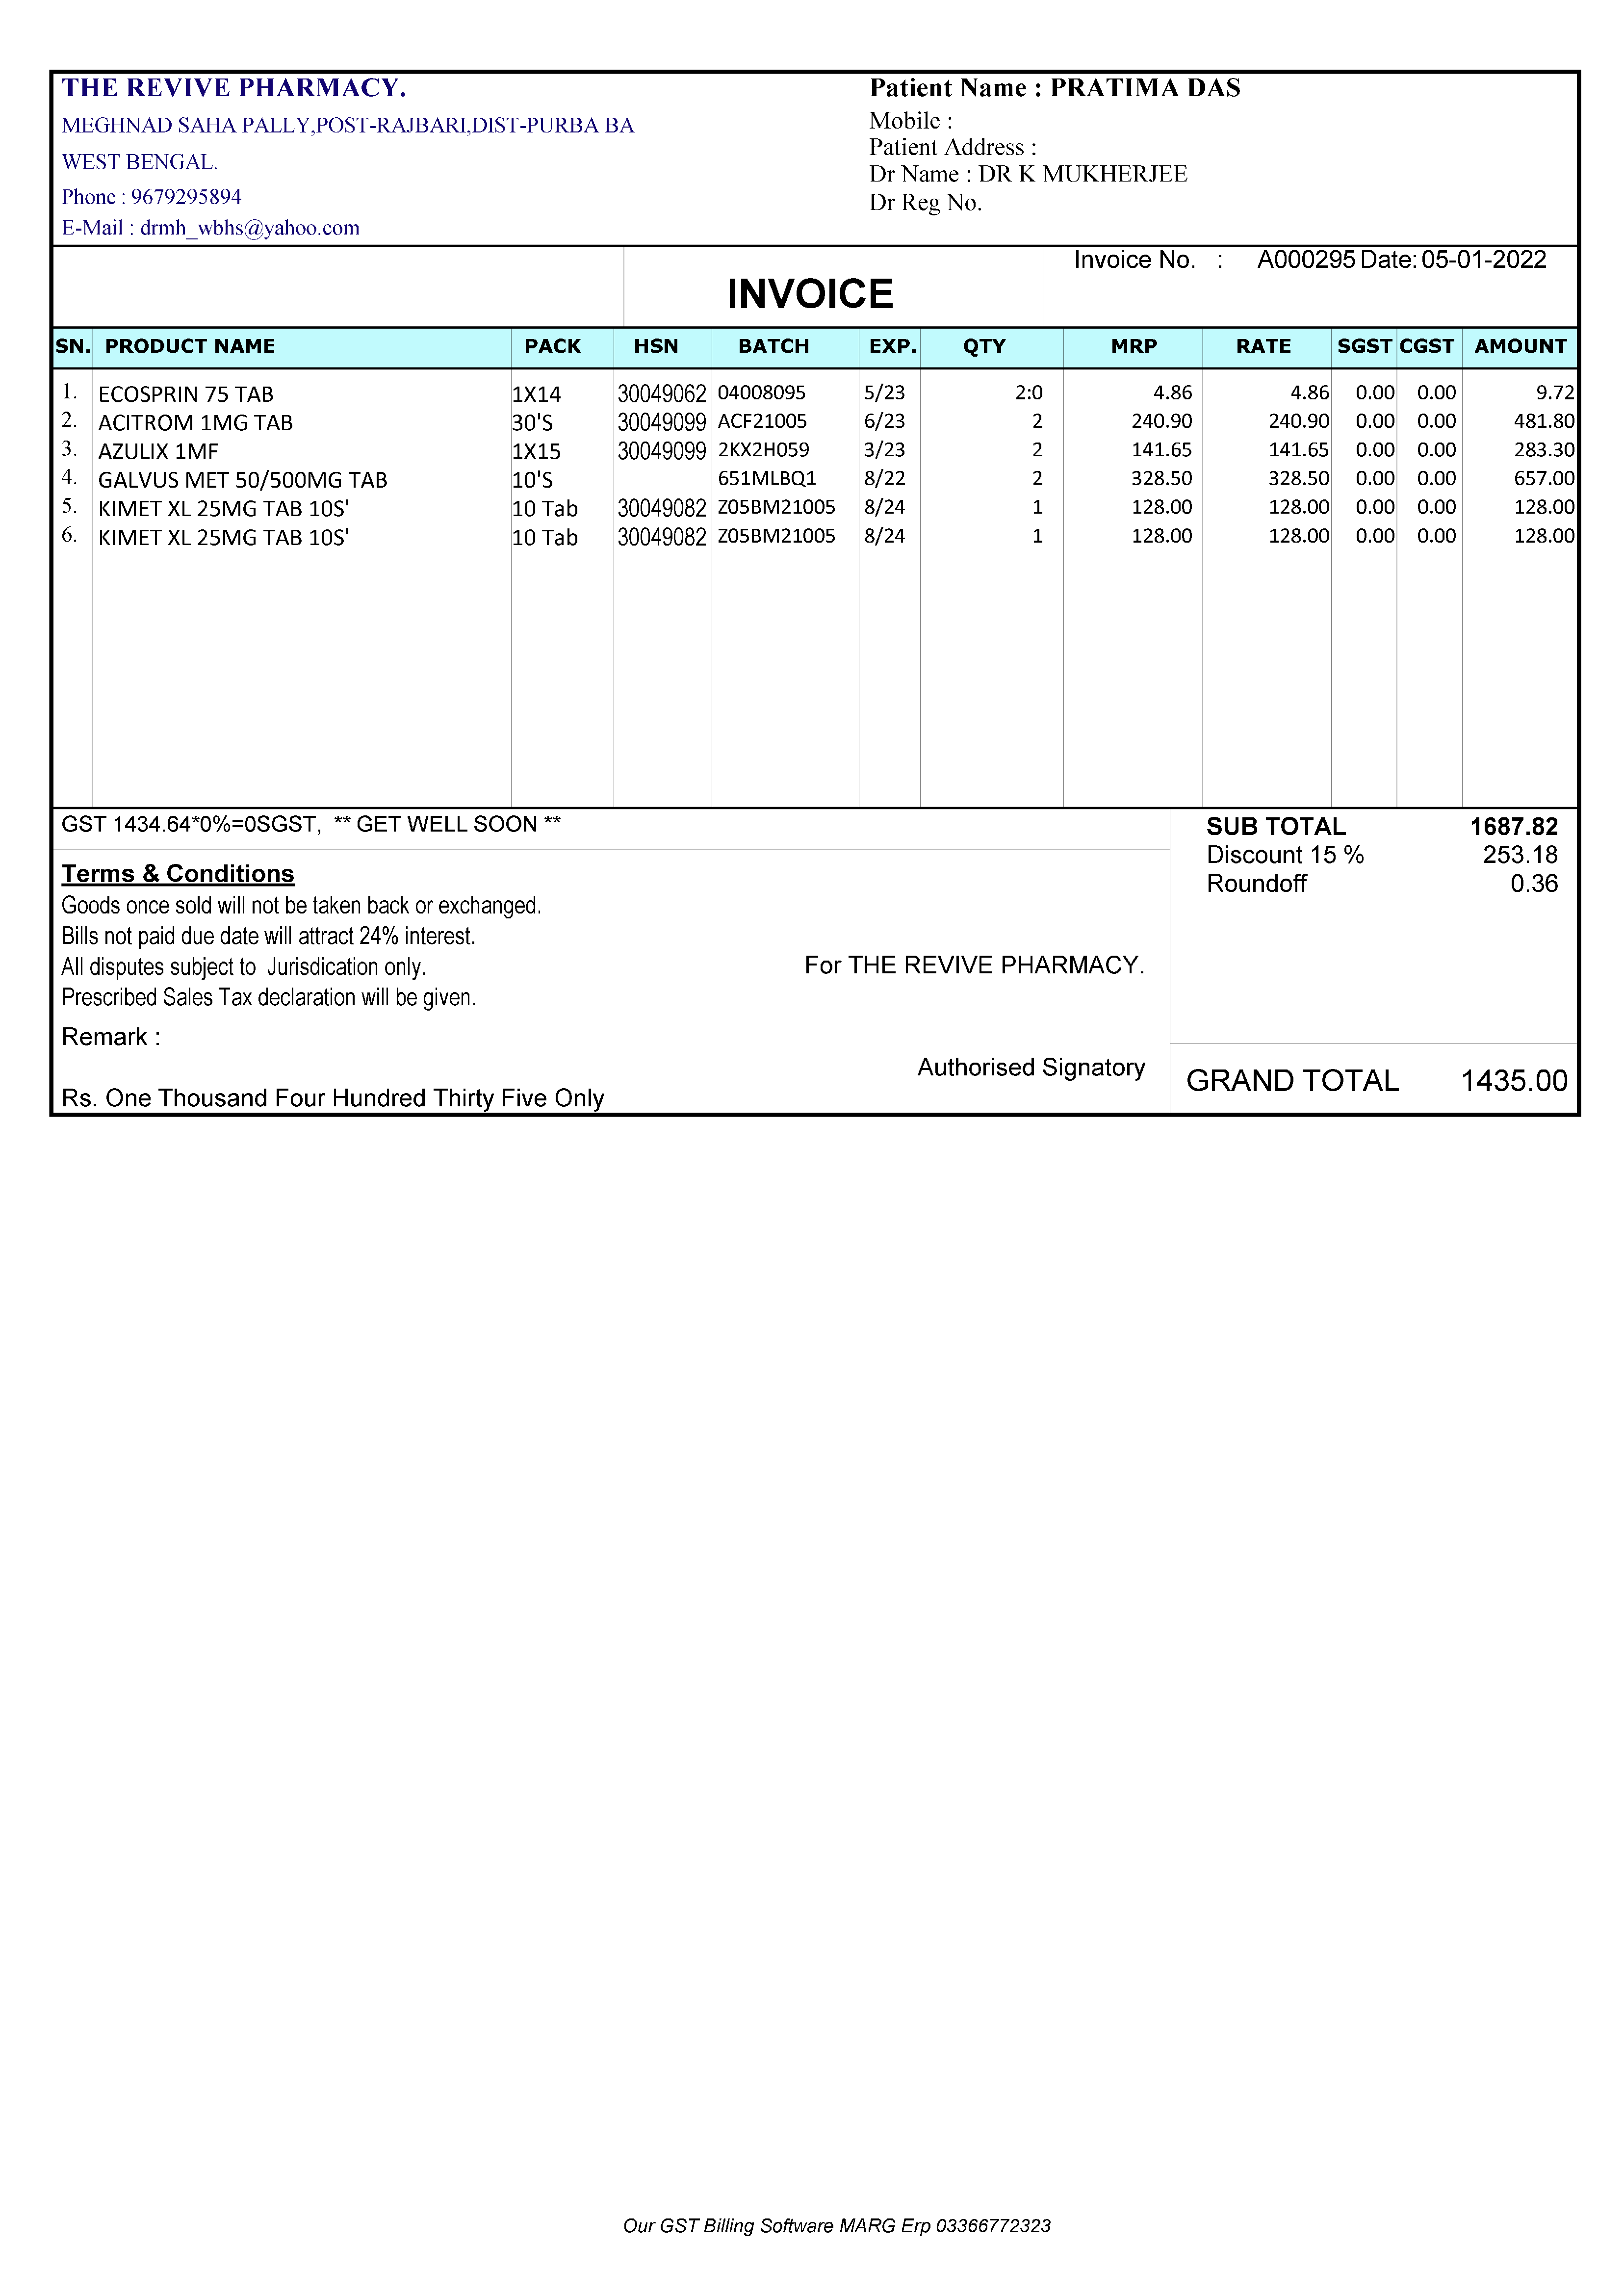 THE REVIVE PHARMACY.
MEGHNAD SAHA PALLY,POST-RAJBARI,DIST-PURBA BA
WEST BENGAL.
Phone : 9679295894
E-Mail : drmh_wbhs@yahoo.com
Patient Name : PRATIMA DAS
Mobile :
Patient Address :
Dr Name : DR K MUKHERJEE
Dr Reg No.
INVOICE
Invoice No. : A000295 Date: 05-01-2022
SN. PRODUCT NAME PACK HSN BATCH EXP. QTY MRP RATE SGST CGST AMOUNT
1. ECOSPRIN 75 TAB 1X14 30049062 04008095 5/23 2:0 4.86 4.86 0.00 0.00 9.72
2. ACITROM 1MG TAB 30'S 30049099 ACF21005 6/23 2 240.90 240.90 0.00 0.00 481.80
3. AZULIX 1MF 1X15 30049099 2KX2H059 3/23 2 141.65 141.65 0.00 0.00 283.30
4. GALVUS MET 50/500MG TAB 10'S 651MLBQ1 8/22 2 328.50 328.50 0.00 0.00 657.00
5. KIMET XL 25MG TAB 10S' 10 Tab 30049082 Z05BM21005 8/24 1 128.00 128.00 0.00 0.00 128.00
6. KIMET XL 25MG TAB 10S' 10 Tab 30049082 Z05BM21005 8/24 1 128.00 128.00 0.00 0.00 128.00
GST 1434.64*0%=0SGST, ** GET WELL SOON **
Terms & Conditions
Goods once sold will not be taken back or exchanged.
Bills not paid due date will attract 24% interest.
All disputes subject to Jurisdication only.
Prescribed Sales Tax declaration will be given.
Remark :
Rs. One Thousand Four Hundred Thirty Five Only
For THE REVIVE PHARMACY.
Authorised Signatory
SUB TOTAL 1687.82
Discount 15 % 253.18
Roundoff 0.36
GRAND TOTAL 1435.00
Our GST Billing Software MARG Erp 03366772323